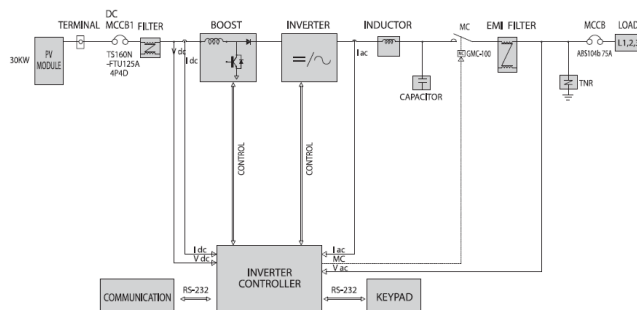 DC
TERMINAL MCCB1 FILTER
BOOST
INVERTER
INDUCTOR
MC
EMI FILTER
MCCB
LOAD
30KW
PV
MODULE
TS160N
-FTU125A
4P4D
V dc
I dc
I ac
GMC-100
ABS104b 75A
L1,2,3
CAPACITOR
TNR
CONTROL
CONTROL
I dc
V dc
I ac
MC
V ac
INVERTER
CONTROLLER
COMMUNICATION
RS-232
RS-232
KEYPAD